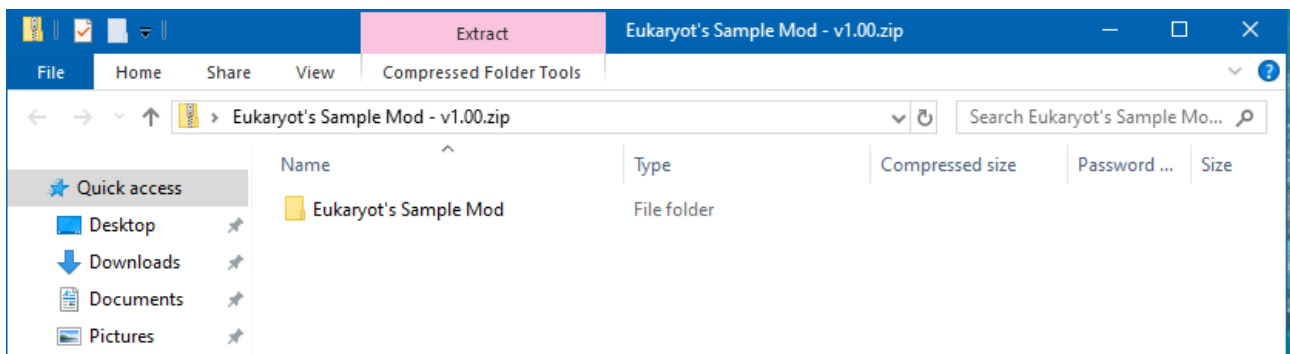 Extract
Eukaryot's Sample Mod - v1.00.zip
File Home Share View Compressed Folder Tools
Eukaryot's Sample Mod - v1.00.zip
Search Eukaryot's Sample Mo...
Name Type Compressed size Password ... Size
Quick access
Eukaryot's Sample Mod File folder
Desktop
Downloads
Documents
Pictures